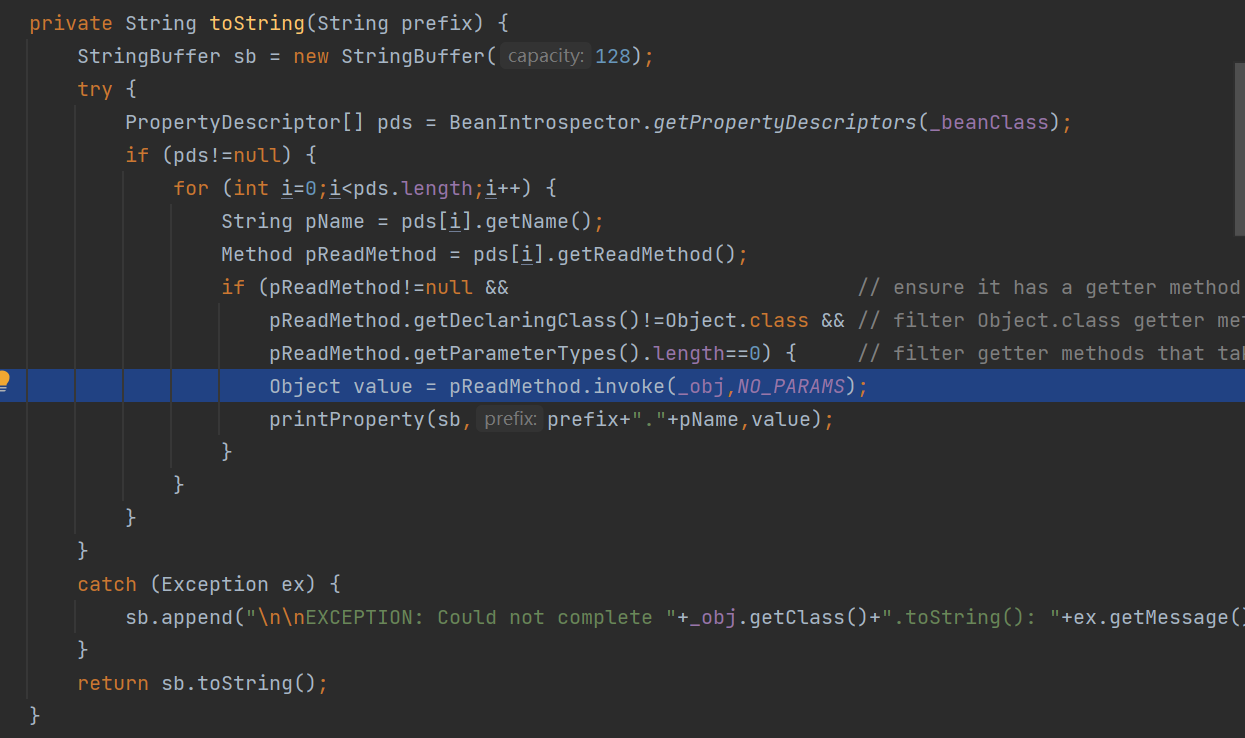 private String toString(String prefix) {
    StringBuffer sb = new StringBuffer( capacity: 128);
    try {
        PropertyDescriptor[] pds = BeanIntrospector.getPropertyDescriptors(_beanClass);
        if (pds!=null) {
            for (int i=0;i<pds.length;i++) {
                String pName = pds[i].getName();
                Method pReadMethod = pds[i].getReadMethod();
                if (pReadMethod!=null &&                             // ensure it has a getter method
                    pReadMethod.getDeclaringClass()!=Object.class && // filter Object.class getter
                    pReadMethod.getParameterTypes().length==0) {     // filter getter methods that
                    Object value = pReadMethod.invoke(_obj,NO_PARAMS);
                    printProperty(sb, prefix: prefix+"."+pName,value);
                }
            }
        }
    }
    catch (Exception ex) {
        sb.append("\n\nEXCEPTION: Could not complete "+_obj.getClass()+".toString(): "+ex.getMessage()
    }
    return sb.toString();
}